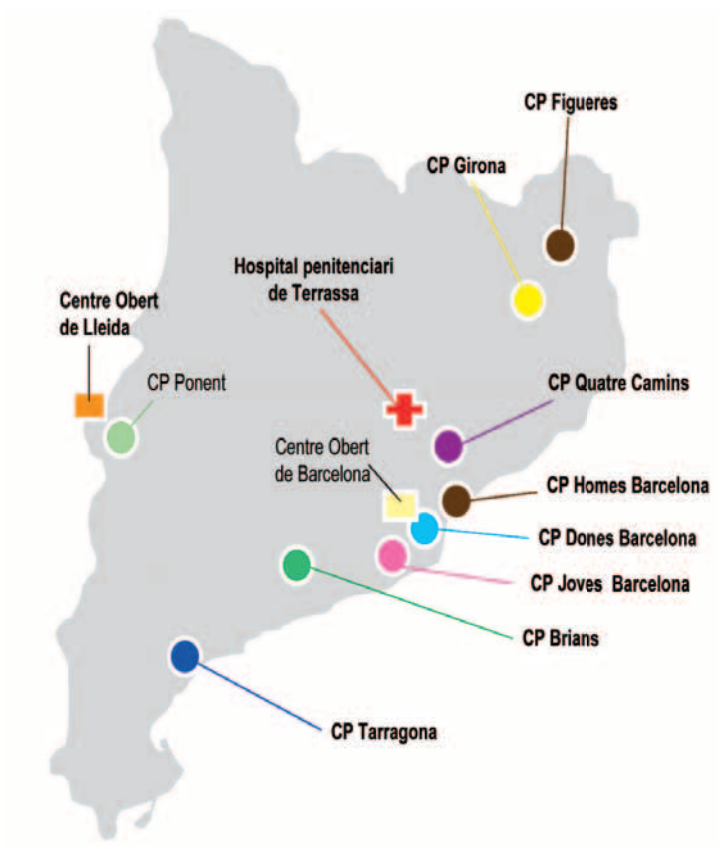 CP Figueres
CP Girona
Hospital penitenciari
de Terrassa
Centre Obert
de Lleida
CP Ponent
CP Quatre Camins
Centre Obert
de Barcelona
CP Homes Barcelona
CP Dones Barcelona
CP Joves Barcelona
CP Brians
CP Tarragona